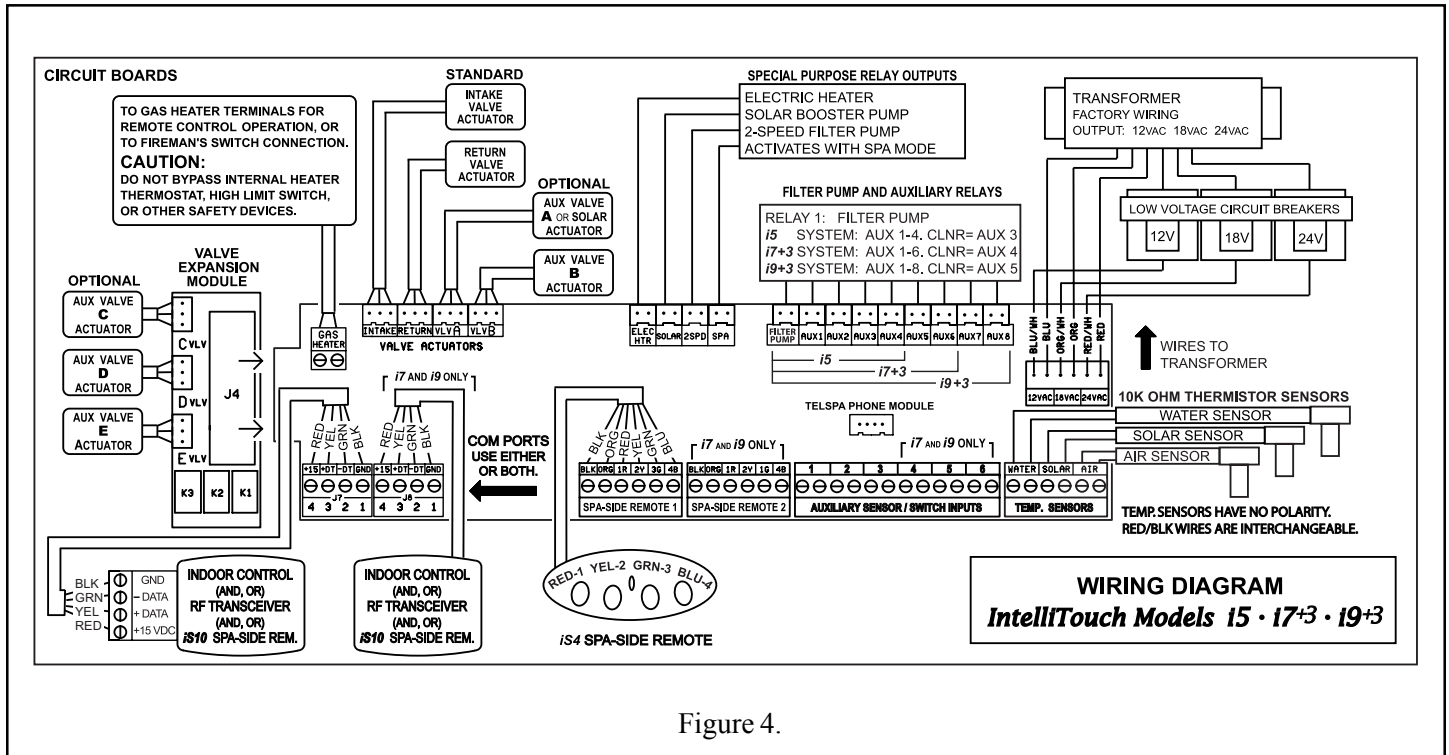 CIRCUIT BOARDS
TO GAS HEATER TERMINALS FOR
REMOTE CONTROL OPERATION, OR
TO FIREMAN'S SWITCH CONNECTION.
CAUTION:
DO NOT BYPASS INTERNAL HEATER
THERMOSTAT, HIGH LIMIT SWITCH,
OR OTHER SAFETY DEVICES.
STANDARD
INTAKE
VALVE
ACTUATOR
RETURN
VALVE
ACTUATOR
OPTIONAL
AUX VALVE
A OR SOLAR
ACTUATOR
AUX VALVE
B
ACTUATOR
SPECIAL PURPOSE RELAY OUTPUTS
ELECTRIC HEATER
SOLAR BOOSTER PUMP
2-SPEED FILTER PUMP
ACTIVATES WITH SPA MODE
FILTER PUMP AND AUXILIARY RELAYS
RELAY 1: FILTER PUMP
i5 SYSTEM: AUX 1-4. CLNR= AUX 3
i7+3 SYSTEM: AUX 1-6. CLNR= AUX 4
i9+3 SYSTEM: AUX 1-8. CLNR= AUX 5
TRANSFORMER
FACTORY WIRING
OUTPUT: 12VAC 18VAC 24VAC
LOW VOLTAGE CIRCUIT BREAKERS
12V 18V 24V
VALVE
EXPANSION
MODULE
OPTIONAL
AUX VALVE
C
ACTUATOR
AUX VALVE
D
ACTUATOR
AUX VALVE
E
ACTUATOR
C VLV
D VLV
E VLV
J4
K3 K2 K1
GAS
HEATER
INTAKE RETURN VLV A VLV B
VALVE ACTUATORS
ELEC
HTR SOLAR 2SPD SPA
FILTER
PUMP AUX1 AUX2 AUX3 AUX4 AUX5 AUX6 AUX7 AUX8
i5
i7+3
i9+3
BLU/WH BLU ORG/WH ORG RED/WH RED
12VAC 18VAC 24VAC
WIRES TO
TRANSFORMER
10K OHM THERMISTOR SENSORS
WATER SENSOR
SOLAR SENSOR
AIR SENSOR
TELSPA PHONE MODULE
i7 AND i9 ONLY
RED YEL GRN BLK
+15 +DT -DT GND
J7
4 3 2 1
RED YEL GRN BLK
+15 +DT -DT GND
J8
4 3 2 1
COM PORTS
USE EITHER
OR BOTH.
BLK ORG RED YEL GRN BLU
BLK ORG 1R 2Y 3G 4B
SPA-SIDE REMOTE 1
i7 AND i9 ONLY
BLK ORG 1R 2Y 1G 4B
SPA-SIDE REMOTE 2
i7 AND i9 ONLY
1 2 3 4 5 6
AUXILIARY SENSOR / SWITCH INPUTS
WATER SOLAR AIR
TEMP. SENSORS
TEMP. SENSORS HAVE NO POLARITY.
RED/BLK WIRES ARE INTERCHANGEABLE.
BLK GND
GRN – DATA
YEL + DATA
RED +15 VDC
INDOOR CONTROL
(AND, OR)
RF TRANSCEIVER
(AND, OR)
iS10 SPA-SIDE REM.
INDOOR CONTROL
(AND, OR)
RF TRANSCEIVER
(AND, OR)
iS10 SPA-SIDE REM.
RED-1 YEL-2 GRN-3 BLU-4
iS4 SPA-SIDE REMOTE
WIRING DIAGRAM
IntelliTouch Models i5 · i7+3 · i9+3
Figure 4.